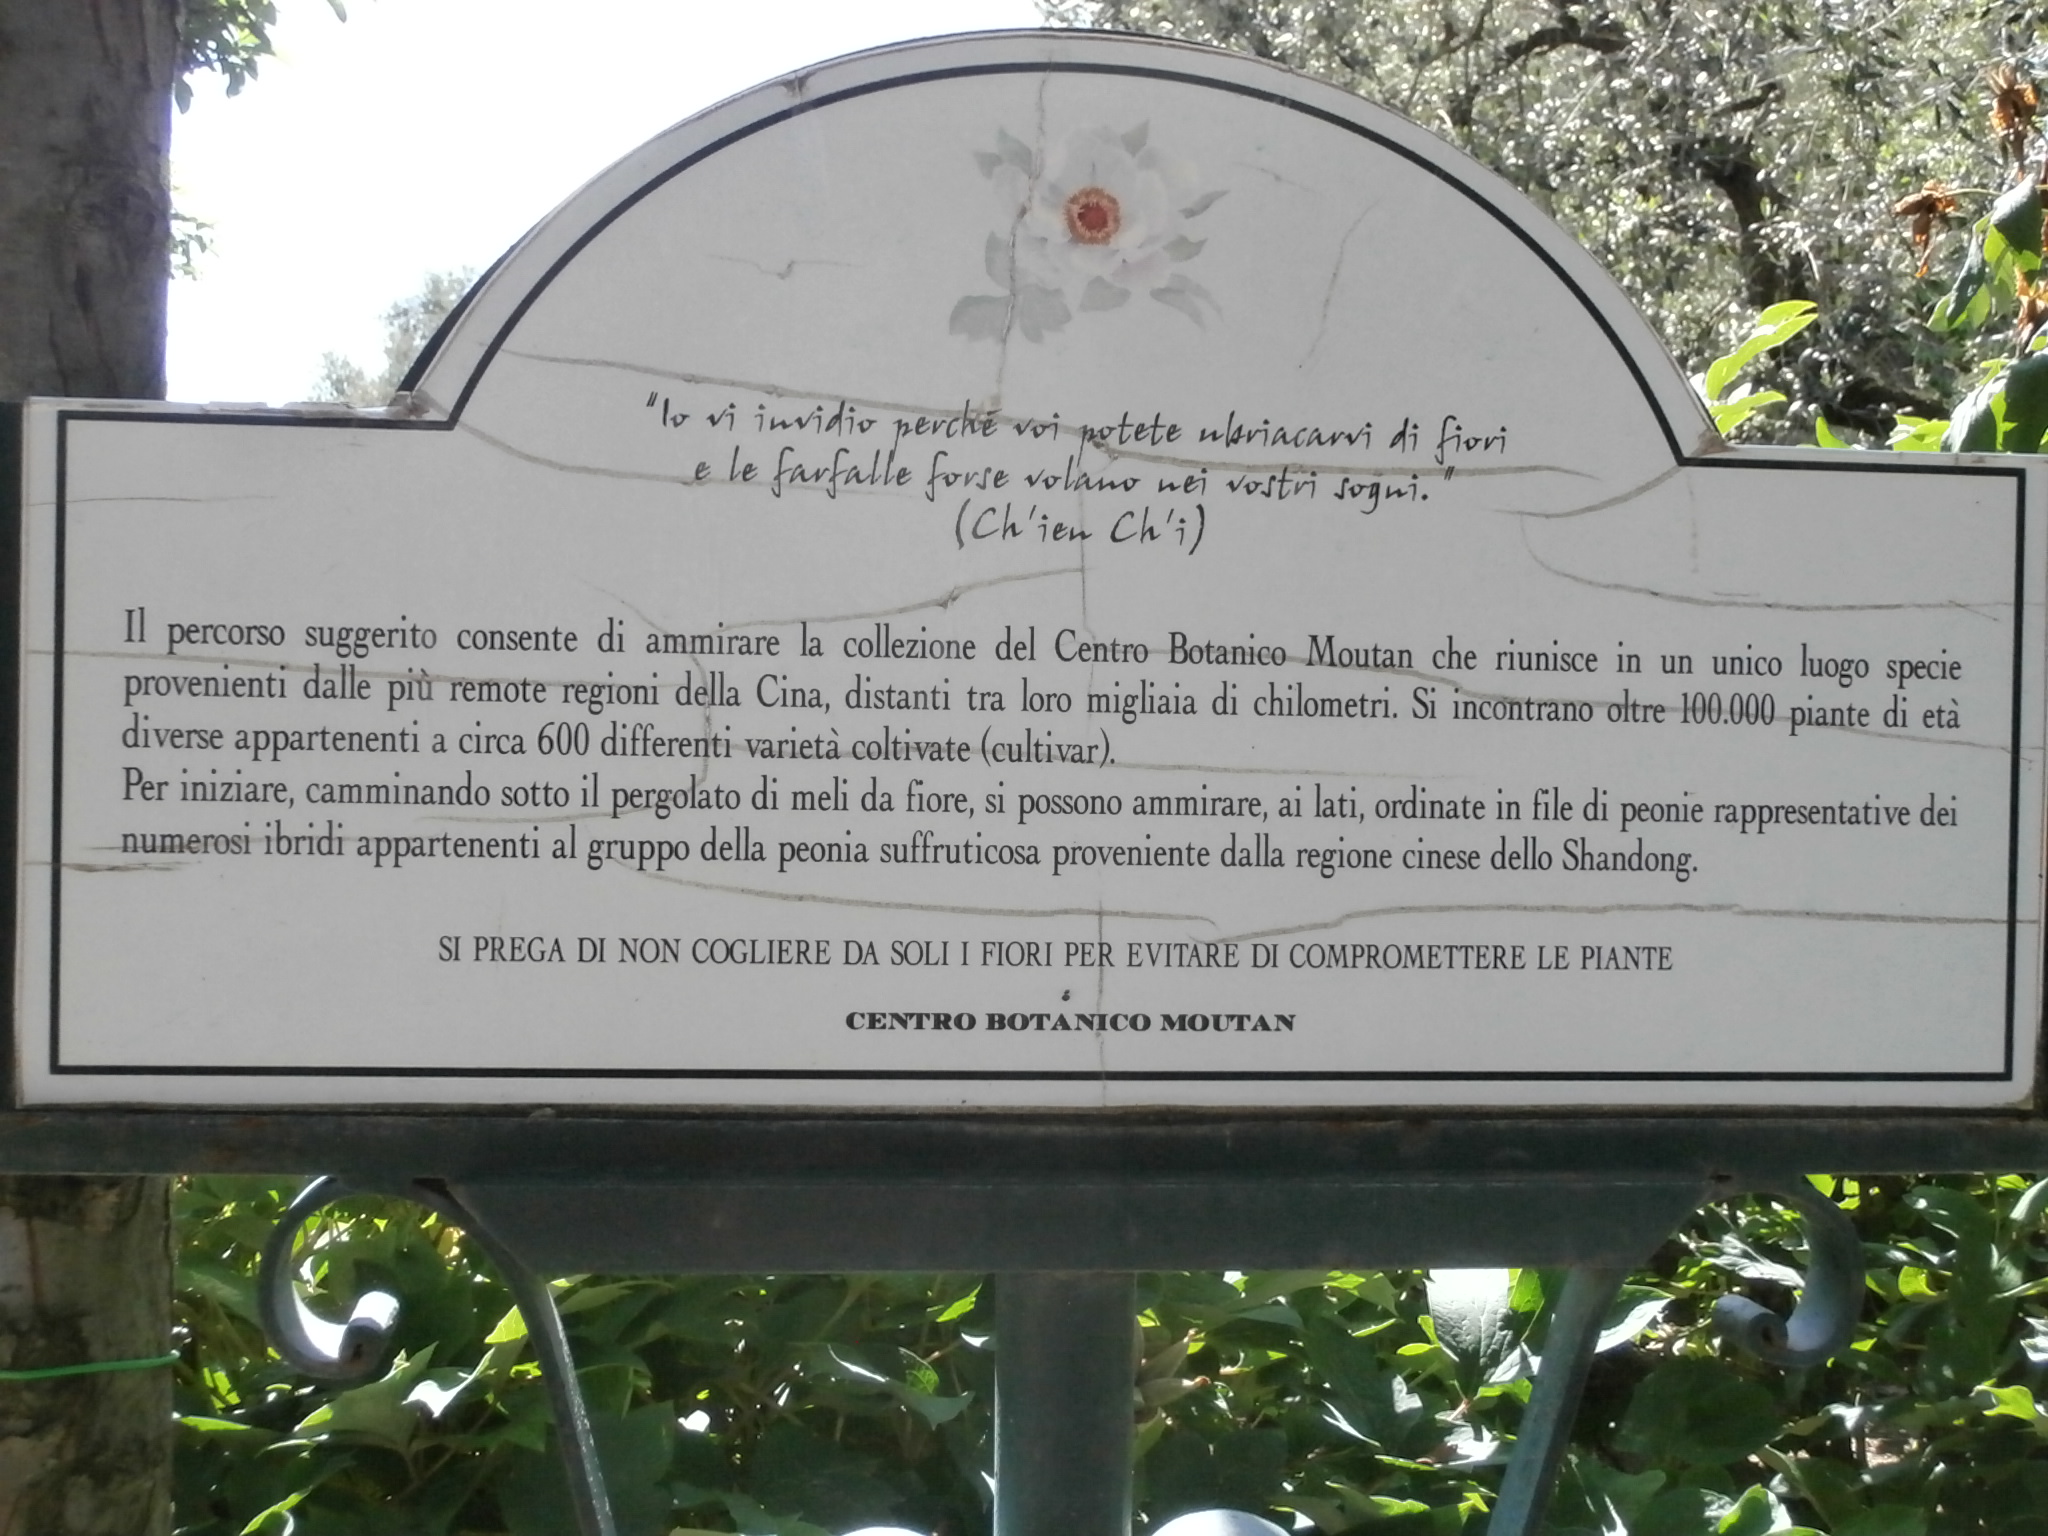 "Io vi invidio perché voi potete ubriacarvi di fiori
e le farfalle forse volano nei vostri sogni."
(Ch'ien Ch'i)
Il percorso suggerito consente di ammirare la collezione del Centro Botanico Moutan che riunisce in un unico luogo specie
provenienti dalle più remote regioni della Cina, distanti tra loro migliaia di chilometri. Si incontrano oltre 100.000 piante di età
diverse appartenenti a circa 600 differenti varietà coltivate (cultivar).
Per iniziare, camminando sotto il pergolato di meli da fiore, si possono ammirare, ai lati, ordinate in file di peonie rappresentative dei
numerosi ibridi appartenenti al gruppo della peonia suffruticosa proveniente dalla regione cinese dello Shandong.
SI PREGA DI NON COGLIERE DA SOLI I FIORI PER EVITARE DI COMPROMETTERE LE PIANTE
CENTRO BOTANICO MOUTAN